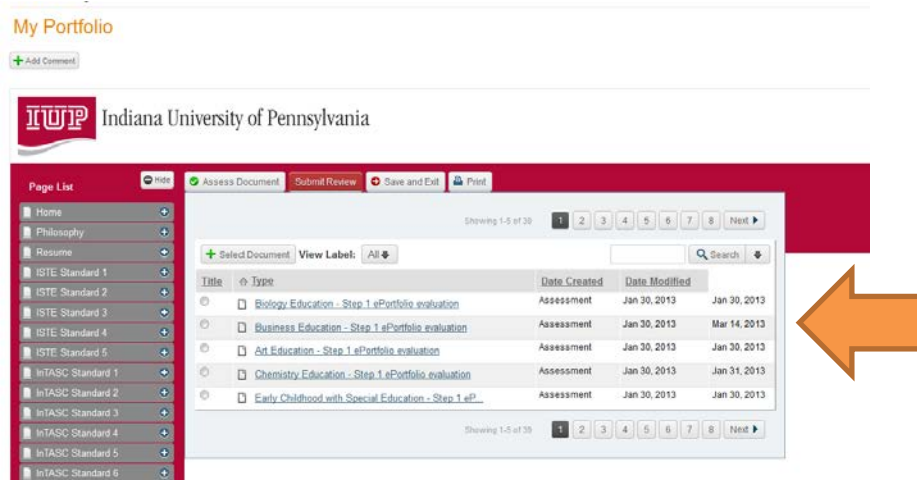 My Portfolio
Add Comment
IUP Indiana University of Pennsylvania
Page List Hide
Assess Document Submit Review Save and Exit Print
Home
Philosophy
Resume
ISTE Standard 1
ISTE Standard 2
ISTE Standard 3
ISTE Standard 4
ISTE Standard 5
InTASC Standard 1
InTASC Standard 2
InTASC Standard 3
InTASC Standard 4
InTASC Standard 5
InTASC Standard 6
Showing 1-5 of 39 1 2 3 4 5 6 7 8 Next
Select Document View Label: All Search
Title Type Date Created Date Modified
Biology Education - Step 1 ePortfolio evaluation Assessment Jan 30, 2013 Jan 30, 2013
Business Education - Step 1 ePortfolio evaluation Assessment Jan 30, 2013 Mar 14, 2013
Art Education - Step 1 ePortfolio evaluation Assessment Jan 30, 2013 Jan 30, 2013
Chemistry Education - Step 1 ePortfolio evaluation Assessment Jan 30, 2013 Jan 31, 2013
Early Childhood with Special Education - Step 1 eP... Assessment Jan 30, 2013 Jan 30, 2013
Showing 1-5 of 39 1 2 3 4 5 6 7 8 Next